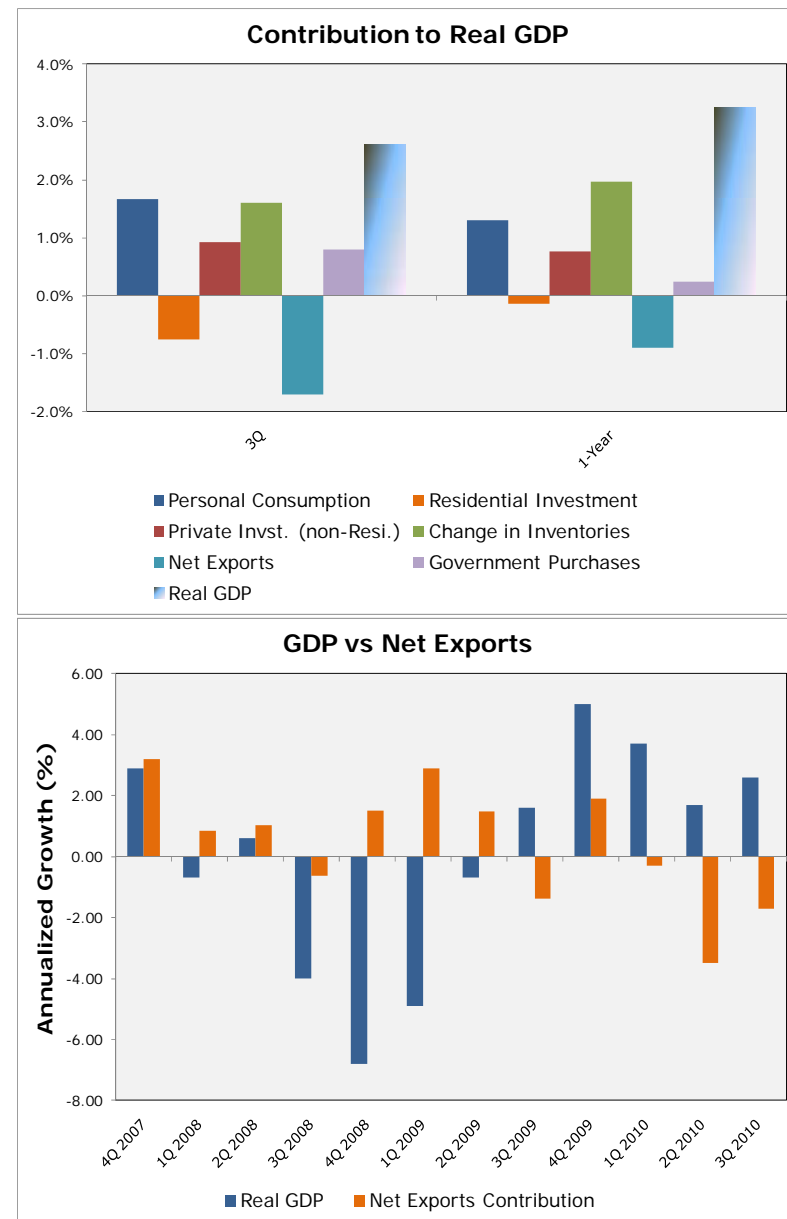 Contribution to Real GDP
4.0%
3.0%
2.0%
1.0%
0.0%
-1.0%
-2.0%
3Q
1-Year
Personal Consumption
Residential Investment
Private Invst. (non-Resi.)
Change in Inventories
Net Exports
Government Purchases
Real GDP
GDP vs Net Exports
Annualized Growth (%)
6.00
4.00
2.00
0.00
-2.00
-4.00
-6.00
-8.00
4Q 2007
1Q 2008
2Q 2008
3Q 2008
4Q 2008
1Q 2009
2Q 2009
3Q 2009
4Q 2009
1Q 2010
2Q 2010
3Q 2010
Real GDP
Net Exports Contribution